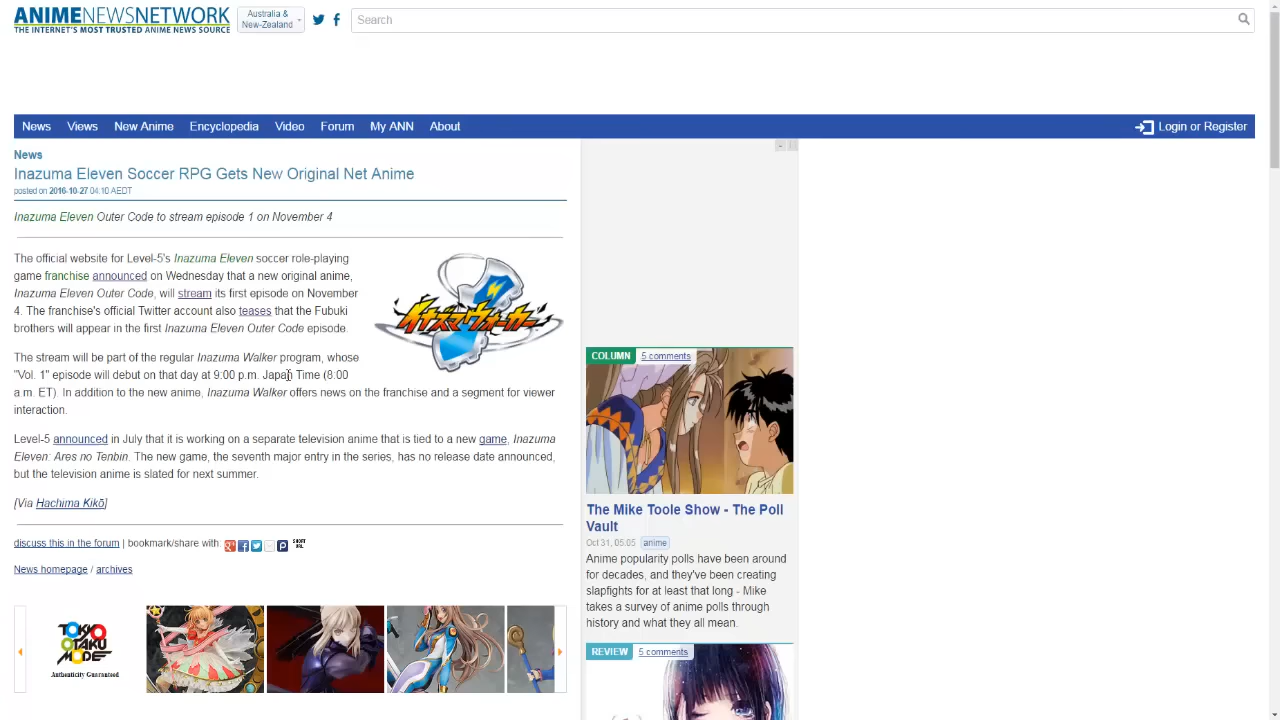 ANIMENEWSNETWORK
THE INTERNET'S MOST TRUSTED ANIME NEWS SOURCE
Australia &
New-Zealand
Search
News Views New Anime Encyclopedia Video Forum My ANN About
Login or Register
News
Inazuma Eleven Soccer RPG Gets New Original Net Anime
posted on 2016-10-27 04:10 AEDT
Inazuma Eleven Outer Code to stream episode 1 on November 4
The official website for Level-5's Inazuma Eleven soccer role-playing
game franchise announced on Wednesday that a new original anime,
Inazuma Eleven Outer Code, will stream its first episode on November
4. The franchise's official Twitter account also teases that the Fubuki
brothers will appear in the first Inazuma Eleven Outer Code episode.
イナズマウォーカー
The stream will be part of the regular Inazuma Walker program, whose
"Vol. 1" episode will debut on that day at 9:00 p.m. Japan Time (8:00
a.m. ET). In addition to the new anime, Inazuma Walker offers news on the franchise and a segment for viewer
interaction.
Level-5 announced in July that it is working on a separate television anime that is tied to a new game, Inazuma
Eleven: Ares no Tenbin. The new game, the seventh major entry in the series, has no release date announced,
but the television anime is slated for next summer.
[Via Hachima Kikō]
discuss this in the forum | bookmark/share with:
SHORT
URL
News homepage / archives
TOKYO
OTAKU
MODE
Authenticity Guaranteed
COLUMN 5 comments
The Mike Toole Show - The Poll
Vault
Oct 31, 05:05 anime
Anime popularity polls have been around
for decades, and they've been creating
slapfights for at least that long - Mike
takes a survey of anime polls through
history and what they all mean.
REVIEW 5 comments